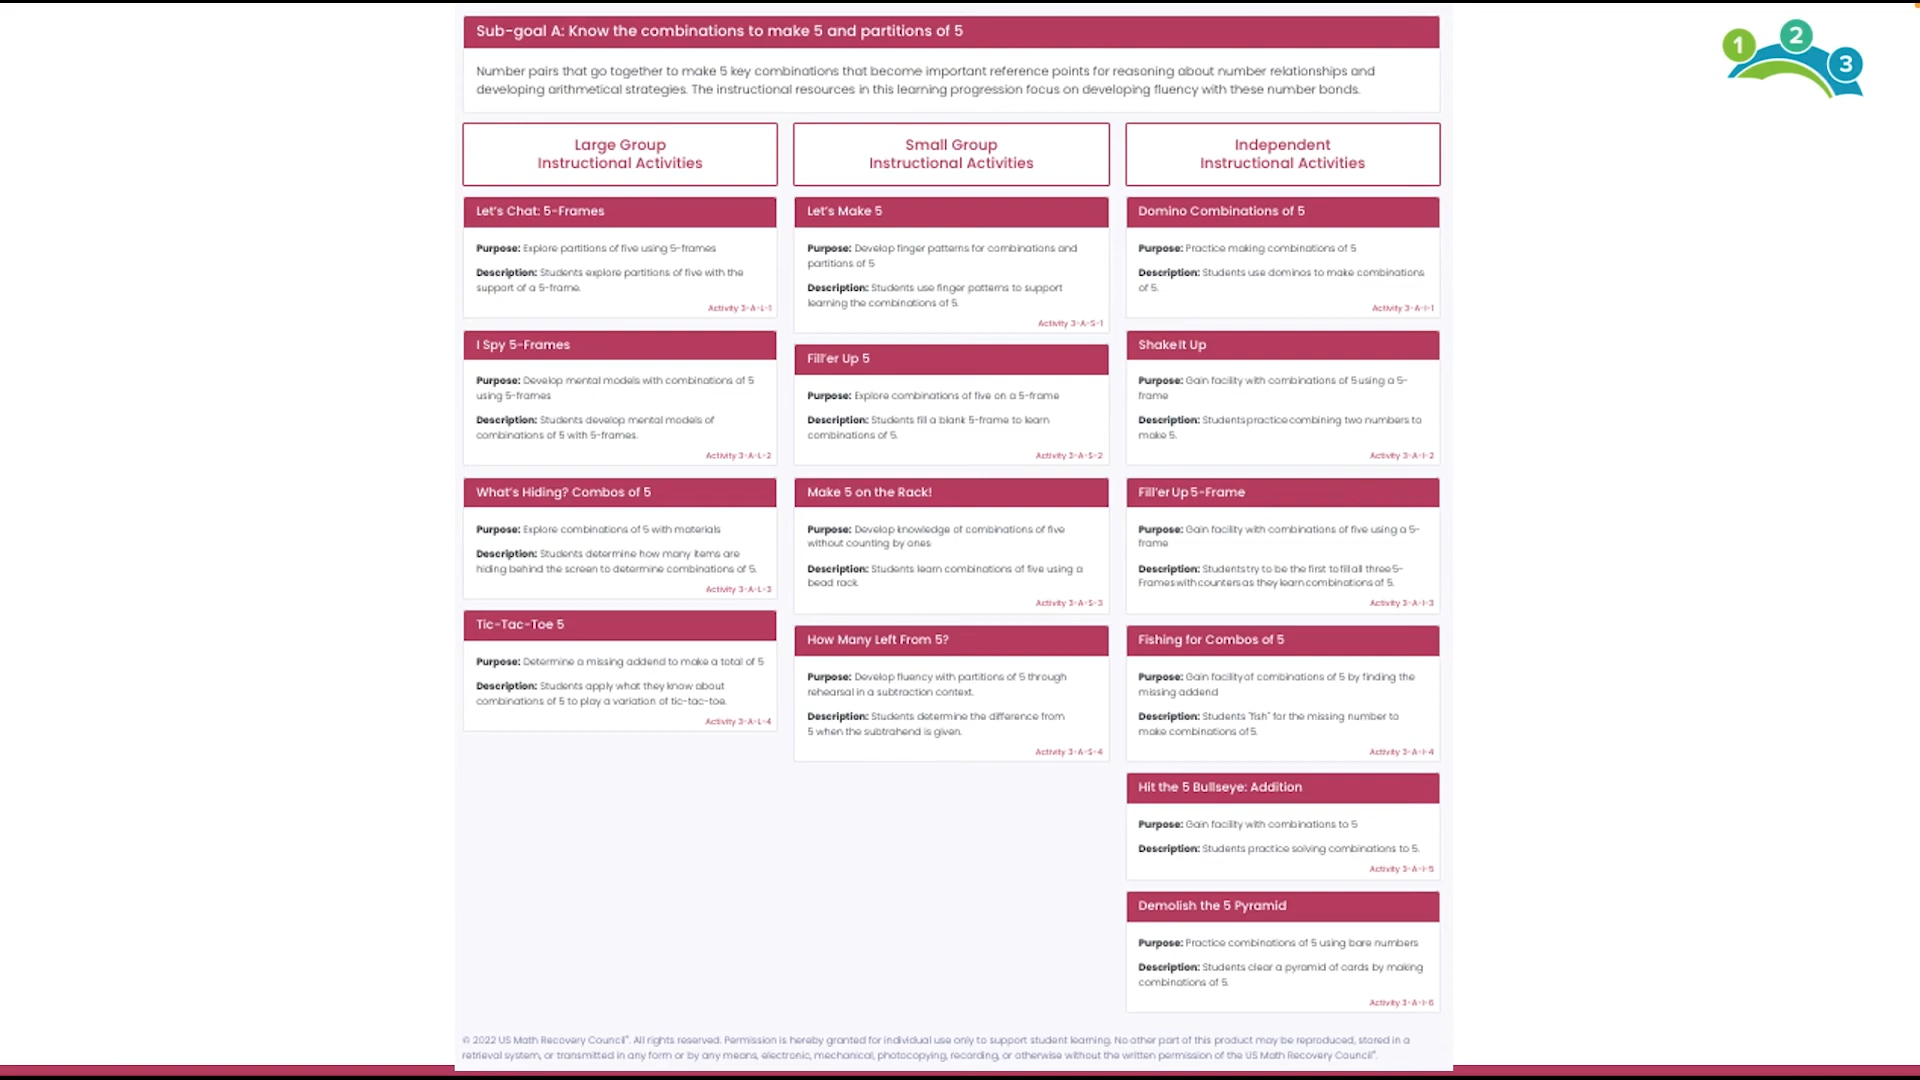 Sub-goal A: Know the combinations to make 5 and partitions of 5
Number pairs that go together to make 5 key combinations that become important reference points for reasoning about number relationships and
developing arithmetical strategies. The instructional resources in this learning progression focus on developing fluency with these number bonds.
1
2
3
Large Group
Instructional Activities
Let's Chat: 5-Frames
Purpose: Explore partitions of five using 5-frames
Description: Students explore partitions of five with the
support of a 5-frame.
Activity 3-A-L-1
I Spy 5-Frames
Purpose: Develop mental models with combinations of 5
using 5-frames
Description: Students develop mental models of
combinations of 5 with 5-frames.
Activity 3-A-L-2
What's Hiding? Combos of 5
Purpose: Explore combinations of 5 with materials
Description: Students determine how many items are
hiding behind the screen to determine combinations of 5.
Activity 3-A-L-3
Tic-Tac-Toe 5
Purpose: Determine a missing addend to make a total of 5
Description: Students apply what they know about
combinations of 5 to play a variation of tic-tac-toe.
Activity 3-A-L-4
Small Group
Instructional Activities
Let's Make 5
Purpose: Develop finger patterns for combinations and
partitions of 5
Description: Students use finger patterns to support
learning the combinations of 5.
Activity 3-A-S-1
Fill'er Up 5
Purpose: Explore combinations of five on a 5-frame
Description: Students fill a blank 5-frame to learn
combinations of 5.
Activity 3-A-S-2
Make 5 on the Rack!
Purpose: Develop knowledge of combinations of five
without counting by ones
Description: Students learn combinations of five using a
bead rack.
Activity 3-A-S-3
How Many Left From 5?
Purpose: Develop fluency with partitions of 5 through
rehearsal in a subtraction context.
Description: Students determine the difference from
5 when the subtrahend is given.
Activity 3-A-S-4
Independent
Instructional Activities
Domino Combinations of 5
Purpose: Practice making combinations of 5
Description: Students use dominos to make combinations
of 5.
Activity 3-A-I-1
Shake It Up
Purpose: Gain facility with combinations of 5 using a 5-
frame
Description: Students practice combining two numbers to
make 5.
Activity 3-A-I-2
Fill'er Up 5-Frame
Purpose: Gain facility with combinations of five using a 5-
frame
Description: Students try to be the first to fill all three 5-
Frames with counters as they learn combinations of 5.
Activity 3-A-I-3
Fishing for Combos of 5
Purpose: Gain facility of combinations of 5 by finding the
missing addend
Description: Students "fish" for the missing number to
make combinations of 5.
Activity 3-A-I-4
Hit the 5 Bullseye: Addition
Purpose: Gain facility with combinations to 5
Description: Students practice solving combinations to 5.
Activity 3-A-I-5
Demolish the 5 Pyramid
Purpose: Practice combinations of 5 using bare numbers
Description: Students clear a pyramid of cards by making
combinations of 5.
Activity 3-A-I-6
© 2022 US Math Recovery Council®. All rights reserved. Permission is hereby granted for individual use only to support student learning. No other part of this product may be reproduced, stored in a
retrieval system, or transmitted in any form or by any means, electronic, mechanical, photocopying, recording, or otherwise without the written permission of the US Math Recovery Council®.